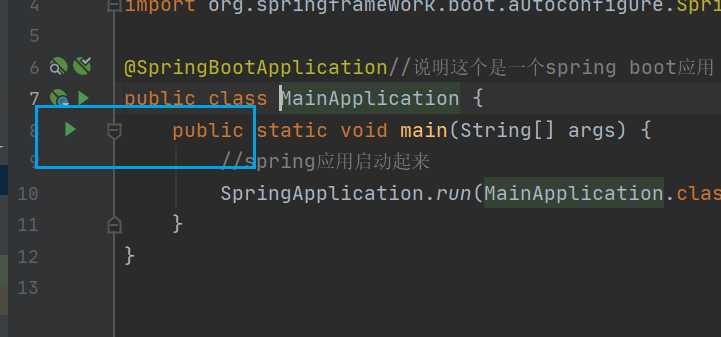 4 import org.springframework.boot.autoconfigure.Spri
5
6 @SpringBootApplication//说明这个是一个spring boot应用
7 public class MainApplication {
8 public static void main(String[] args) {
9 //spring应用启动起来
10 SpringApplication.run(MainApplication.clas
11 }
12 }
13